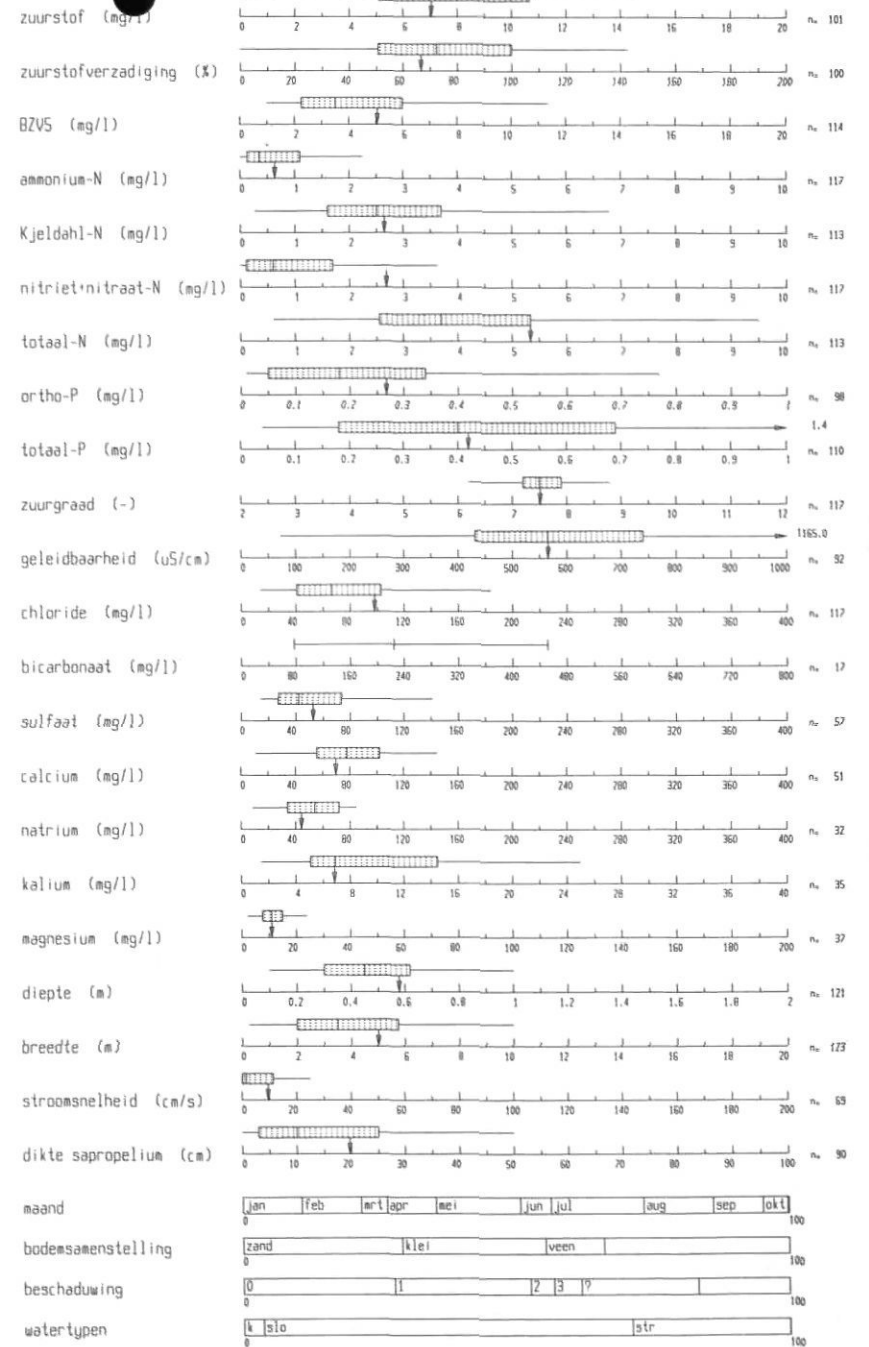 zuurstof (mg/l) 0 2 4 6 8 10 12 14 16 18 20 n= 101
zuurstofverzadiging (%) 0 20 40 60 80 100 120 140 160 180 200 n= 100
BZV5 (mg/l) 0 2 4 6 8 10 12 14 16 18 20 n= 114
ammonium-N (mg/l) 0 1 2 3 4 5 6 7 8 9 10 n= 117
Kjeldahl-N (mg/l) 0 1 2 3 4 5 6 7 8 9 10 n= 113
nitriet+nitraat-N (mg/l) 0 1 2 3 4 5 6 7 8 9 10 n= 117
totaal-N (mg/l) 0 1 2 3 4 5 6 7 8 9 10 n= 113
ortho-P (mg/l) 0 0.1 0.2 0.3 0.4 0.5 0.6 0.7 0.8 0.9 1 n= 98
1.4
totaal-P (mg/l) 0 0.1 0.2 0.3 0.4 0.5 0.6 0.7 0.8 0.9 1 n= 110
zuurgraad (-) 2 3 4 5 6 7 8 9 10 11 12 n= 117
1165.0
geleidbaarheid (uS/cm) 0 100 200 300 400 500 600 700 800 900 1000 n= 92
chloride (mg/l) 0 40 80 120 160 200 240 280 320 360 400 n= 117
bicarbonaat (mg/l) 0 80 160 240 320 400 480 560 640 720 800 n= 17
sulfaat (mg/l) 0 40 80 120 160 200 240 280 320 360 400 n= 57
calcium (mg/l) 0 40 80 120 160 200 240 280 320 360 400 n= 51
natrium (mg/l) 0 40 80 120 160 200 240 280 320 360 400 n= 32
kalium (mg/l) 0 4 8 12 16 20 24 28 32 36 40 n= 35
magnesium (mg/l) 0 20 40 60 80 100 120 140 160 180 200 n= 37
diepte (m) 0 0.2 0.4 0.6 0.8 1 1.2 1.4 1.6 1.8 2 n= 121
breedte (m) 0 2 4 6 8 10 12 14 16 18 20 n= 123
stroomsnelheid (cm/s) 0 20 40 60 80 100 120 140 160 180 200 n= 69
dikte sapropelium (cm) 0 10 20 30 40 50 60 70 80 90 100 n= 90
maand jan feb mrt apr mei jun jul aug sep okt
0 100
bodemsamenstelling zand klei veen
0 100
beschaduwing 0 1 2 3 ?
0 100
watertypen k slo str
0 100